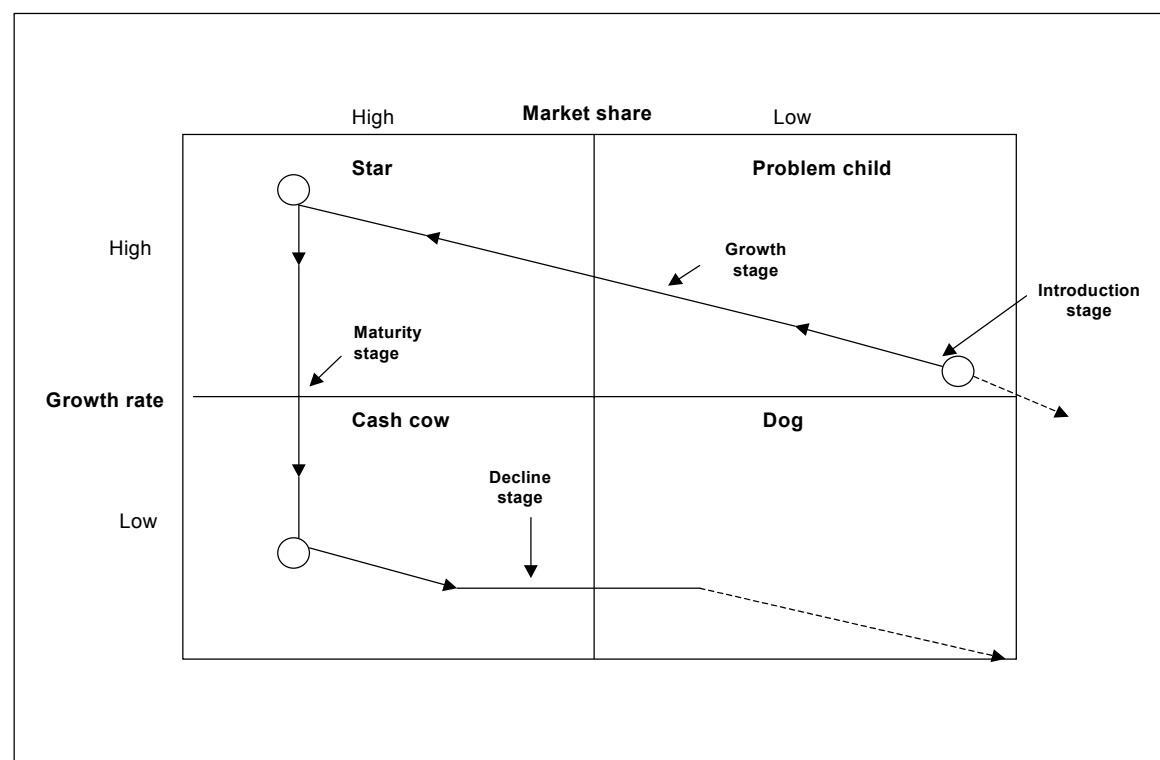 Market share
High
Low
Star
Problem child
High
Growth
stage
Introduction
stage
Maturity
stage
Growth rate
Cash cow
Dog
Decline
stage
Low